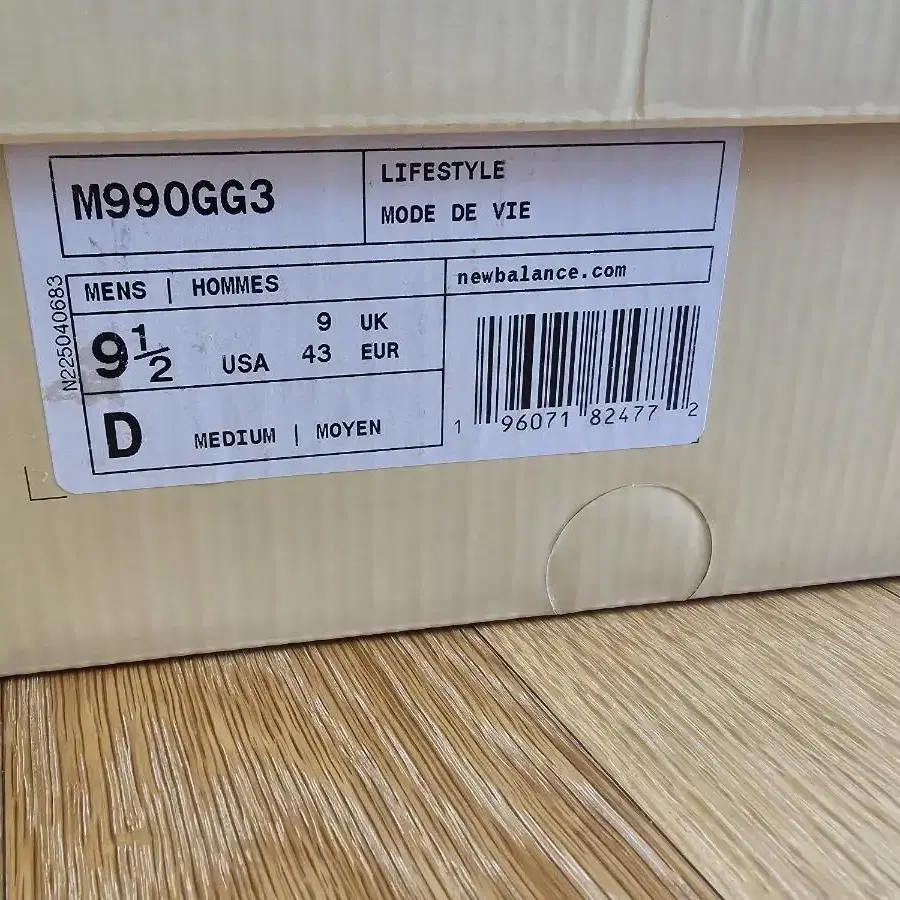 M990GG3
LIFESTYLE
MODE DE VIE
MENS | HOMMES
newbalance.com
9 1/2 USA
9 UK
43 EUR
D MEDIUM | MOYEN
1 96071 82477 2
N225040683